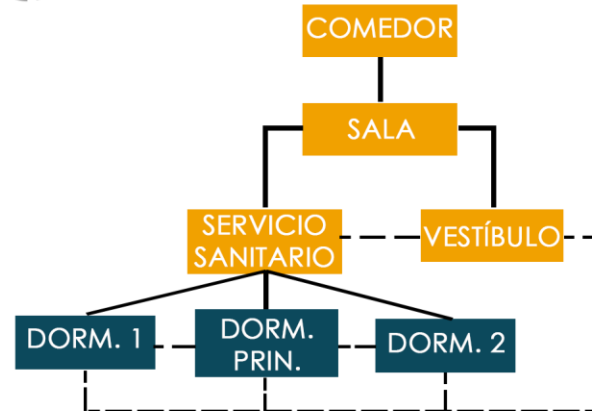 COMEDOR
SALA
SERVICIO
SANITARIO
VESTÍBULO
DORM. 1
DORM.
PRIN.
DORM. 2